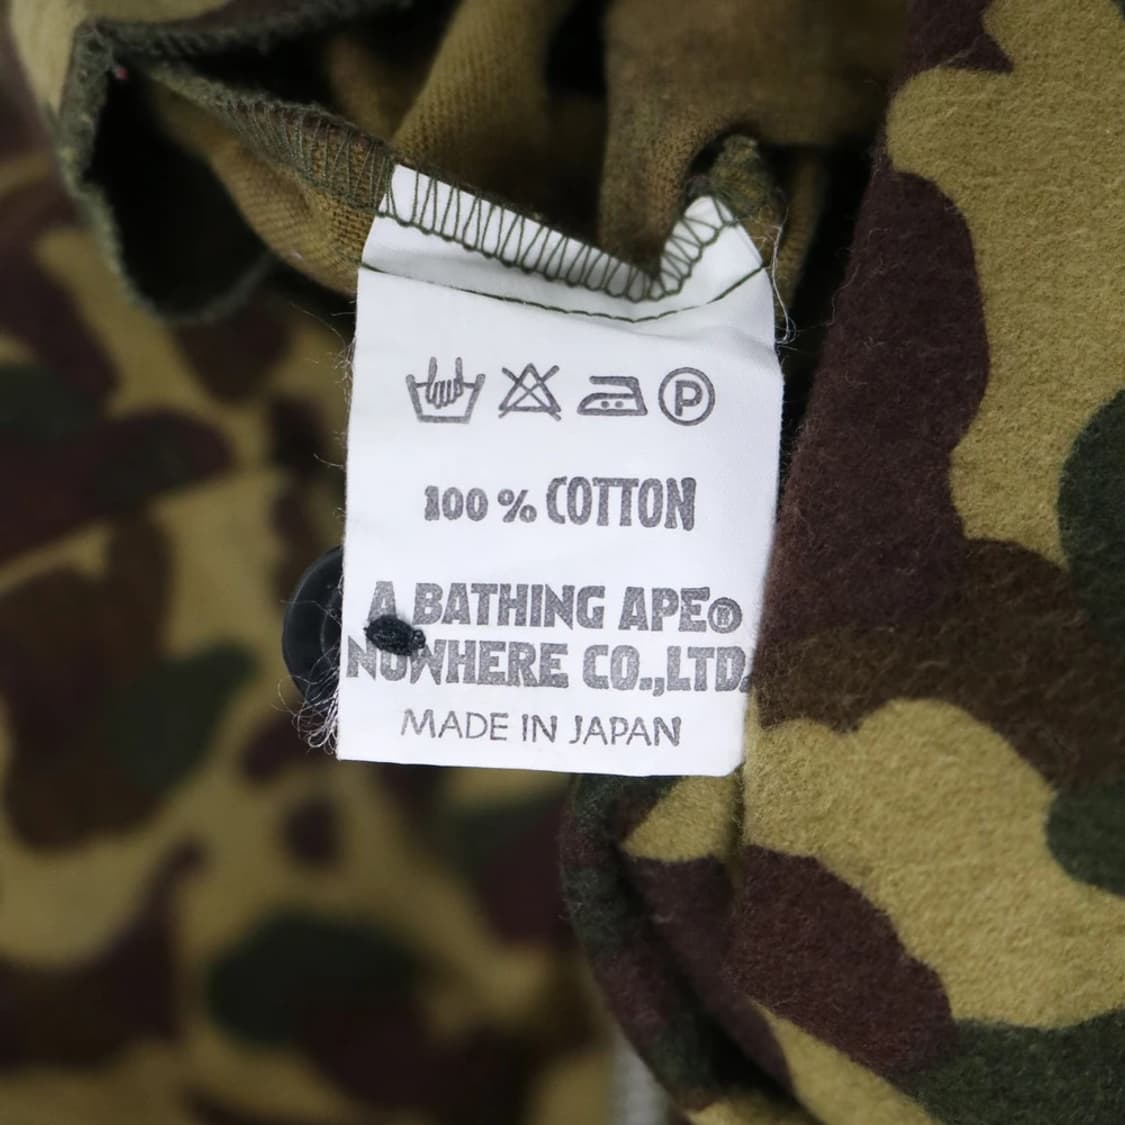 P
100 % COTTON
A BATHING APE®
NOWHERE CO.,LTD.
MADE IN JAPAN